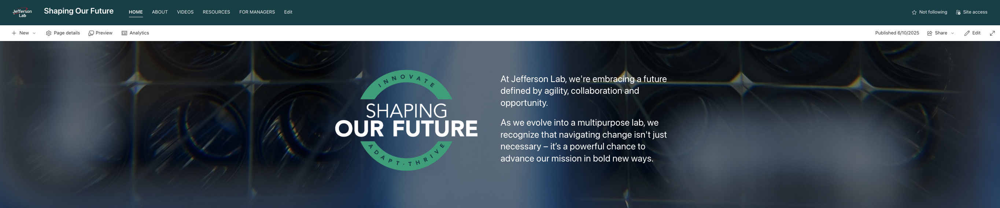 Jefferson Lab
Shaping Our Future
HOME
ABOUT
VIDEOS
RESOURCES
FOR MANAGERS
Edit
Not following
Site access
New
Page details
Preview
Analytics
Published 6/10/2025
Share
Edit
INNOVATE
SHAPING
OUR FUTURE
ADAPT · THRIVE
At Jefferson Lab, we're embracing a future
defined by agility, collaboration and
opportunity.
As we evolve into a multipurpose lab, we
recognize that navigating change isn't just
necessary – it’s a powerful chance to
advance our mission in bold new ways.